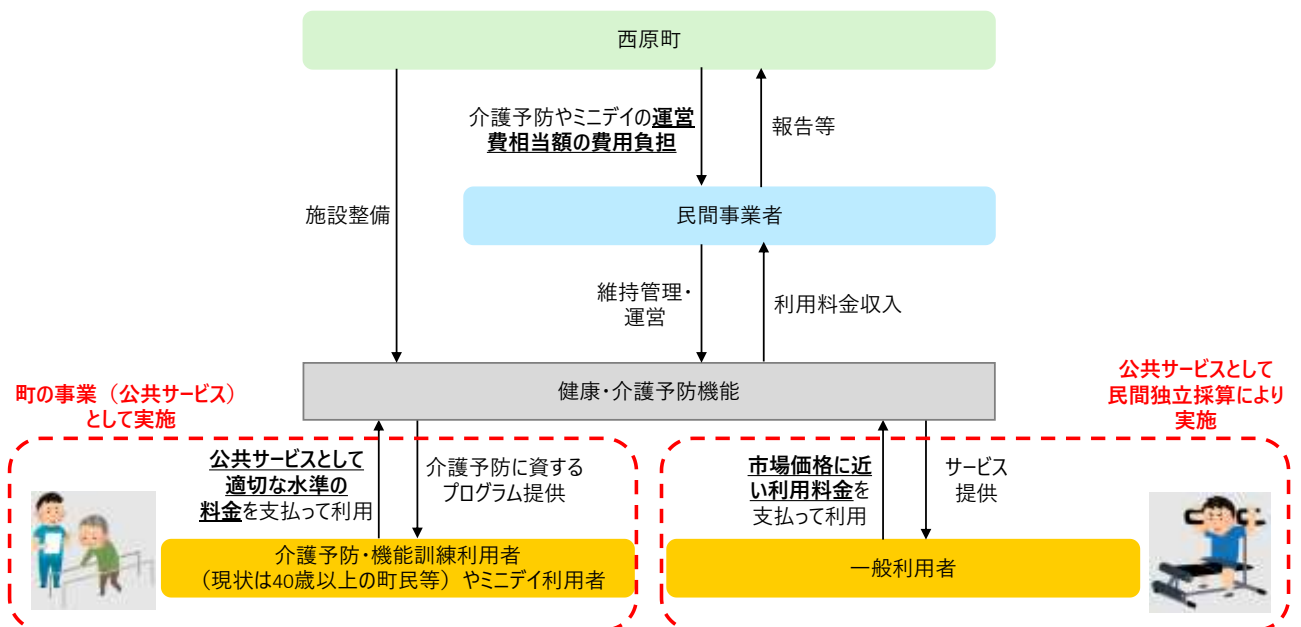 西原町
介護予防やミニデイの運営
費相当額の費用負担
報告等
民間事業者
施設整備
維持管理・
運営
利用料金収入
健康・介護予防機能
町の事業（公共サービス）
として実施
公共サービスとして
民間独立採算により
実施
公共サービスとして
適切な水準の
料金を支払って利用
介護予防に資する
プログラム提供
市場価格に近
い利用料金を
支払って利用
サービス
提供
介護予防・機能訓練利用者
（現状は40歳以上の町民等）やミニデイ利用者
一般利用者